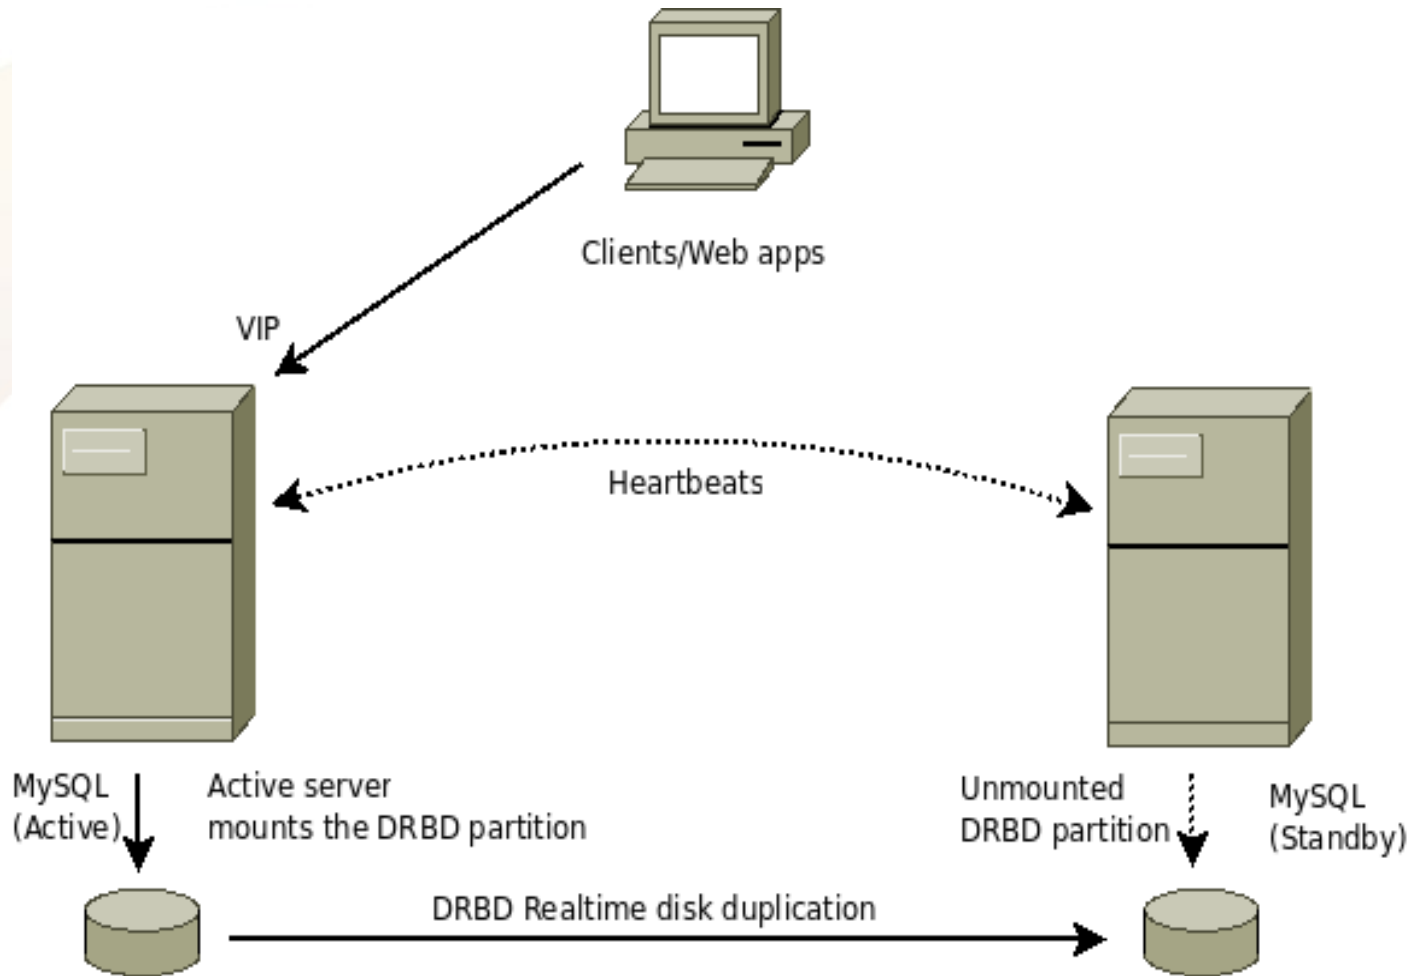 Clients/Web apps
VIP
Heartbeats
MySQL
(Active)
Active server
mounts the DRBD partition
Unmounted
DRBD partition
MySQL
(Standby)
DRBD Realtime disk duplication